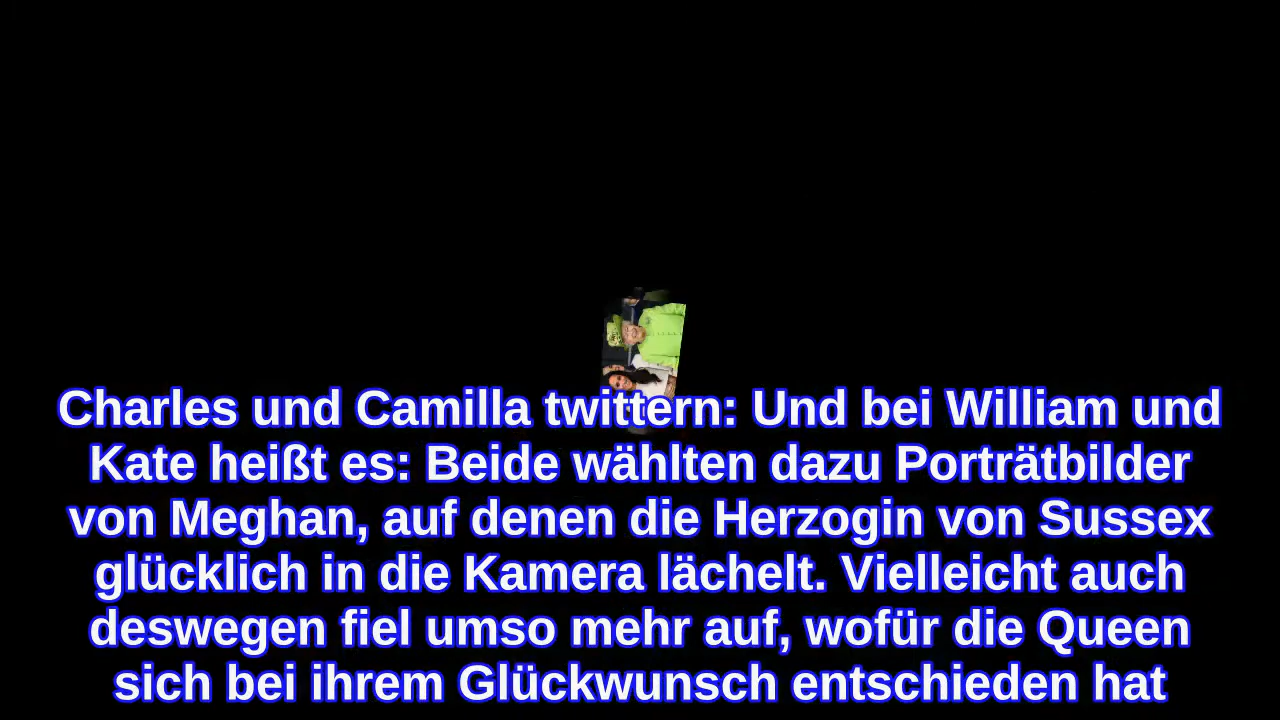 Charles und Camilla twittern: Und bei William und
Kate heißt es: Beide wählten dazu Porträtbilder
von Meghan, auf denen die Herzogin von Sussex
glücklich in die Kamera lächelt. Vielleicht auch
deswegen fiel umso mehr auf, wofür die Queen
sich bei ihrem Glückwunsch entschieden hat